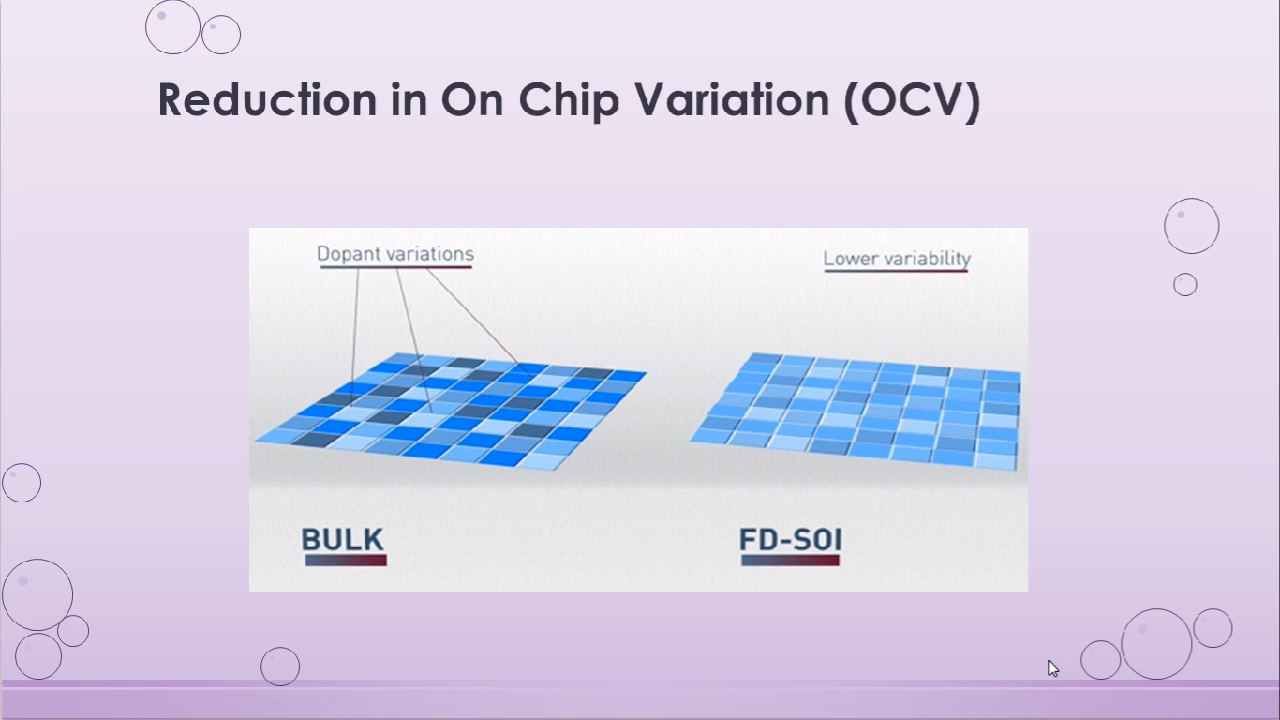 Reduction in On Chip Variation (OCV)
Dopant variations
Lower variability
BULK
FD-SOI